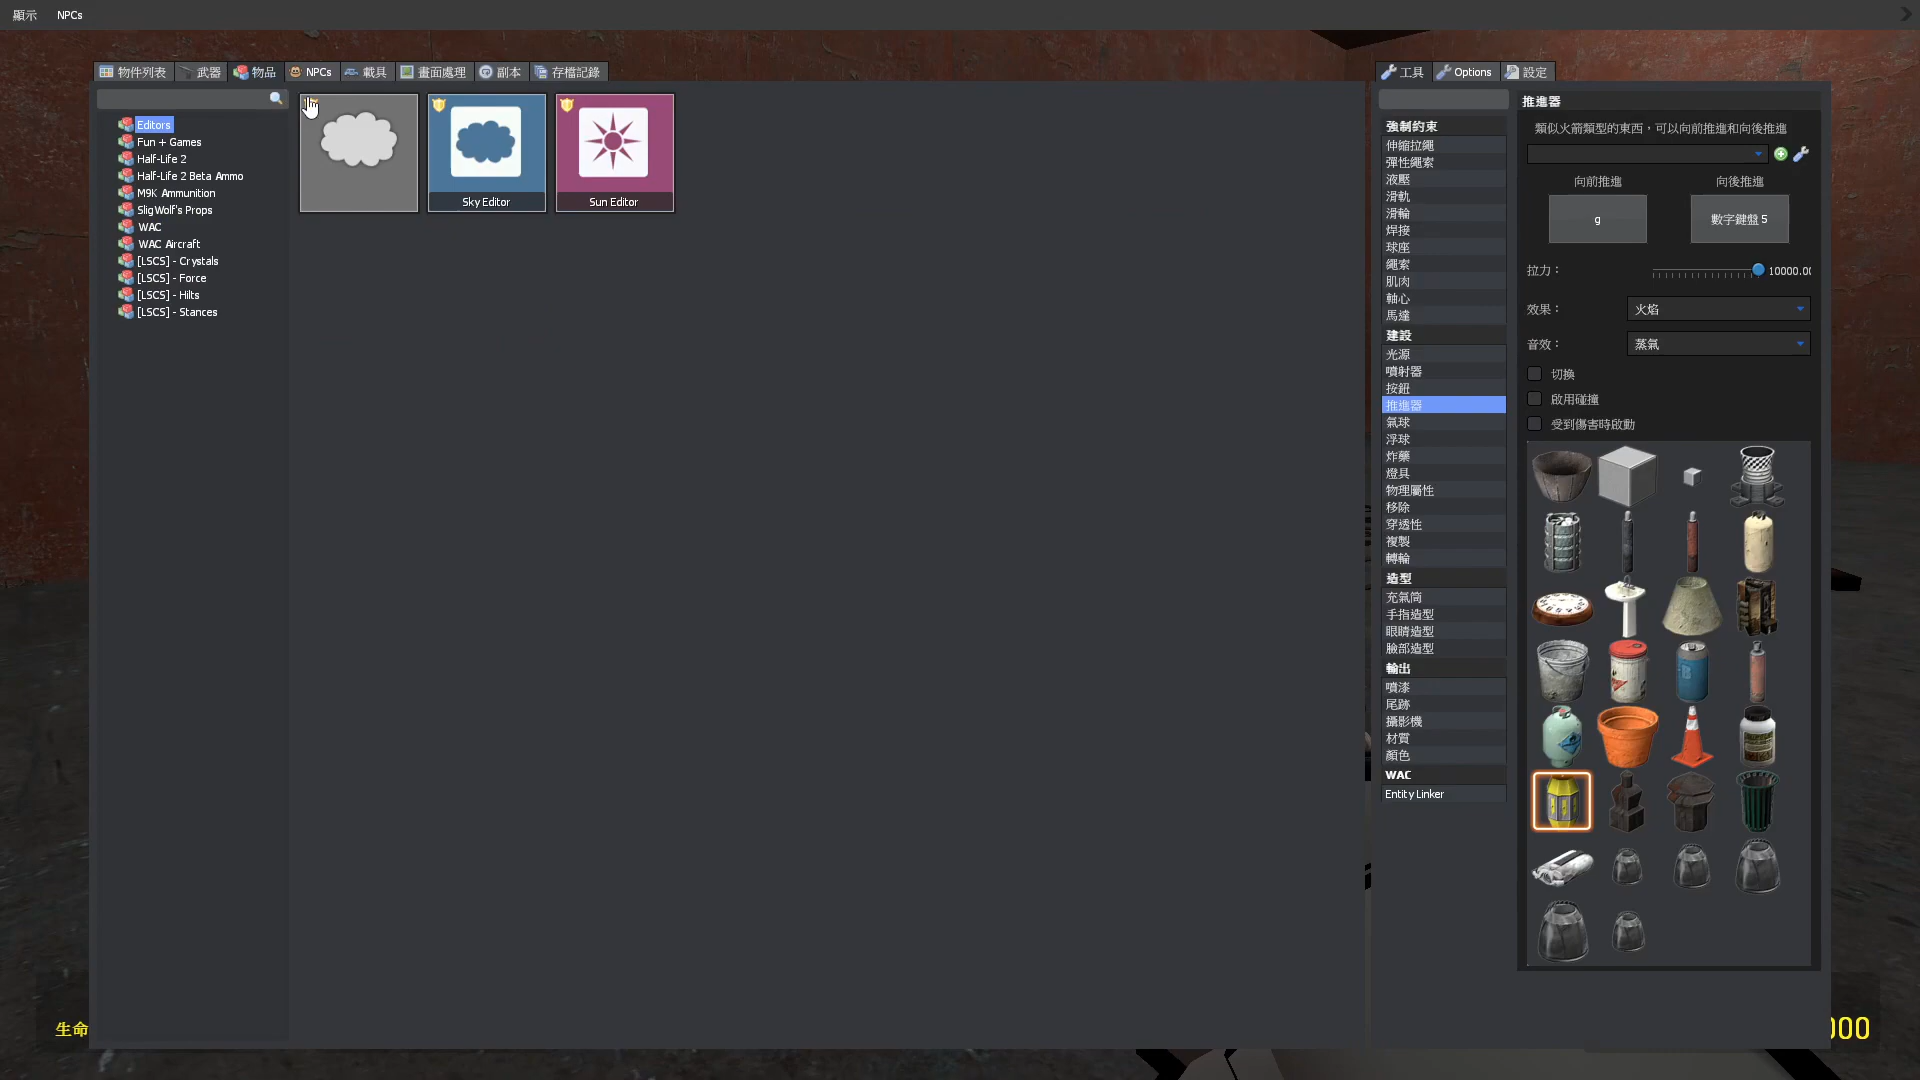 顯示 NPCs
物件列表 武器 物品 NPCs 載具 畫面處理 副本 存檔記錄
Editors
Fun + Games
Half-Life 2
Half-Life 2 Beta Ammo
M9K Ammunition
SligWolf's Props
WAC
WAC Aircraft
[LSCS] - Crystals
[LSCS] - Force
[LSCS] - Hilts
[LSCS] - Stances
Sky Editor
Sun Editor
工具 Options 設定
強制約束
伸縮拉繩
彈性繩索
液壓
滑軌
滑輪
焊接
球座
繩索
肌肉
軸心
馬達
建設
光源
噴射器
按鈕
推進器
氣球
浮球
炸藥
燈具
物理屬性
移除
穿透性
複製
轉輪
造型
充氣筒
手指造型
眼睛造型
臉部造型
輸出
噴漆
尾跡
攝影機
材質
顏色
WAC
Entity Linker
推進器
類似火箭類型的東西，可以向前推進和向後推進
向前推進 向後推進
g 數字鍵盤 5
拉力： 10000.00
效果： 火焰
音效： 蒸氣
切換
啟用碰撞
受到傷害時啟動
生命
000